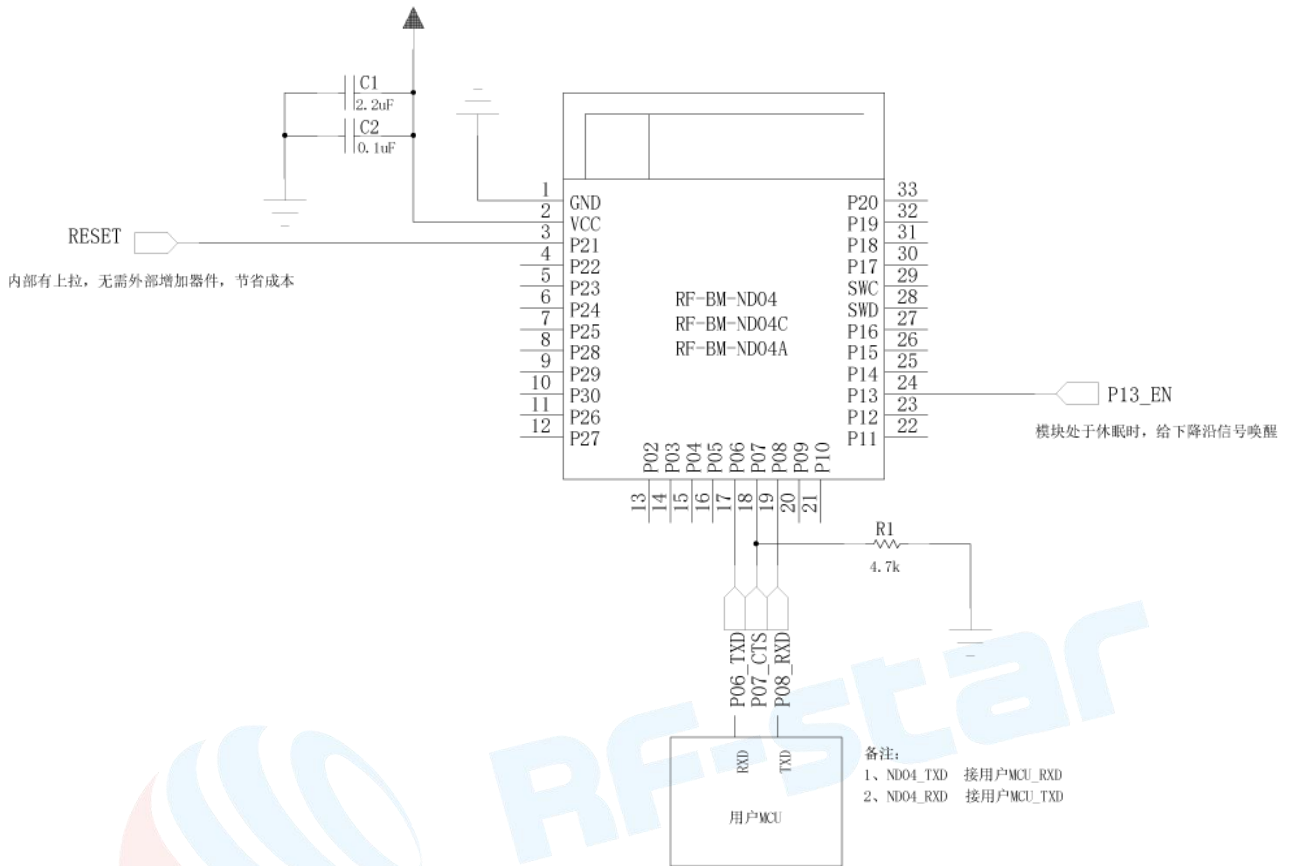 C1
2.2uF
C2
0.1uF
RESET
内部有上拉，无需外部增加器件，节省成本
1
2
3
4
5
6
7
8
9
10
11
12
GND
VCC
P21
P22
P23
P24
P25
P28
P29
P30
P26
P27
RF-BM-ND04
RF-BM-ND04C
RF-BM-ND04A
P20
P19
P18
P17
SWC
SWD
P16
P15
P14
P13
P12
P11
33
32
31
30
29
28
27
26
25
24
23
22
P13_EN
模块处于休眠时，给下降沿信号唤醒
P02
P03
P04
P05
P06
P07
P08
P09
P10
13
14
15
16
17
18
19
20
21
R1
4.7k
P06_TXD
P07_CTS
P08_RXD
RXD
TXD
用户MCU
备注：
1、ND04_TXD 接用户MCU_RXD
2、ND04_RXD 接用户MCU_TXD
RF-star